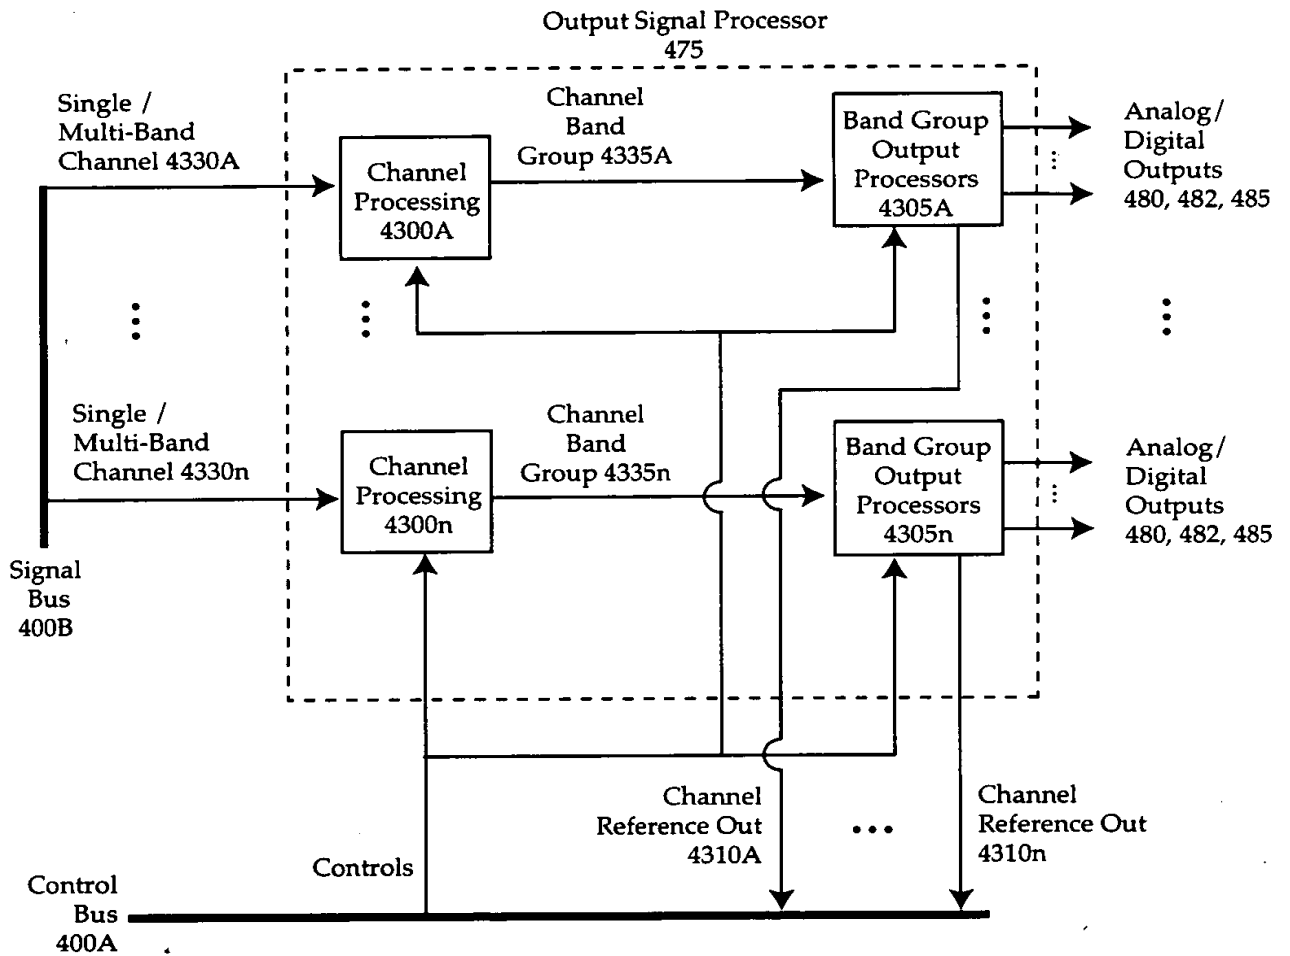 Output Signal Processor
475
Single /
Multi-Band
Channel 4330A
Channel
Band
Group 4335A
Channel
Processing
4300A
Band Group
Output
Processors
4305A
Analog/
Digital
Outputs
480, 482, 485
Single /
Multi-Band
Channel 4330n
Channel
Band
Group 4335n
Channel
Processing
4300n
Band Group
Output
Processors
4305n
Analog/
Digital
Outputs
480, 482, 485
Signal
Bus
400B
Channel
Reference Out
4310A
Channel
Reference Out
4310n
Controls
Control
Bus
400A